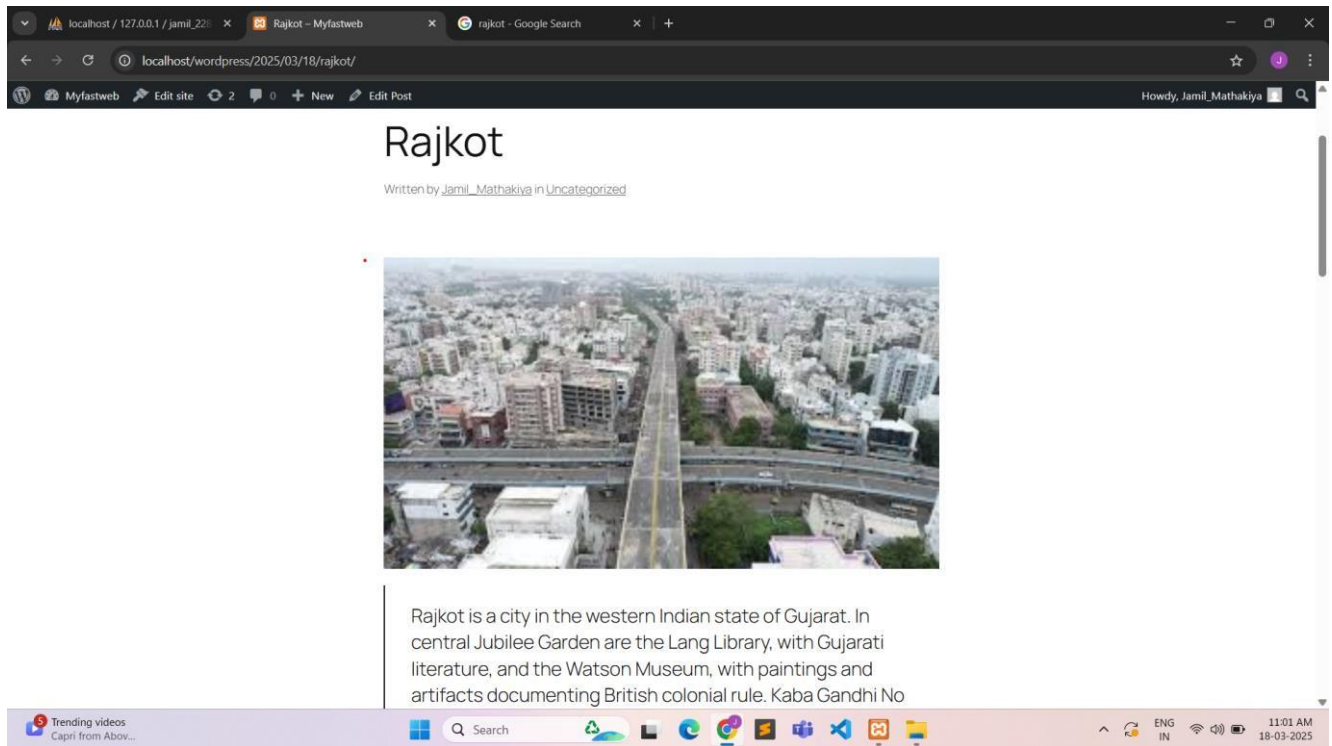 localhost / 127.0.0.1 / jamil_228
Rajkot – Myfastweb
rajkot - Google Search
localhost/wordpress/2025/03/18/rajkot/
J
Myfastweb Edit site 2 0 + New Edit Post
Howdy, Jamil_Mathakiya
Rajkot
Written by Jamil_Mathakiya in Uncategorized
Rajkot is a city in the western Indian state of Gujarat. In
central Jubilee Garden are the Lang Library, with Gujarati
literature, and the Watson Museum, with paintings and
artifacts documenting British colonial rule. Kaba Gandhi No
5
Trending videos
Capri from Abov...
Search
ENG
IN
11:01 AM
18-03-2025